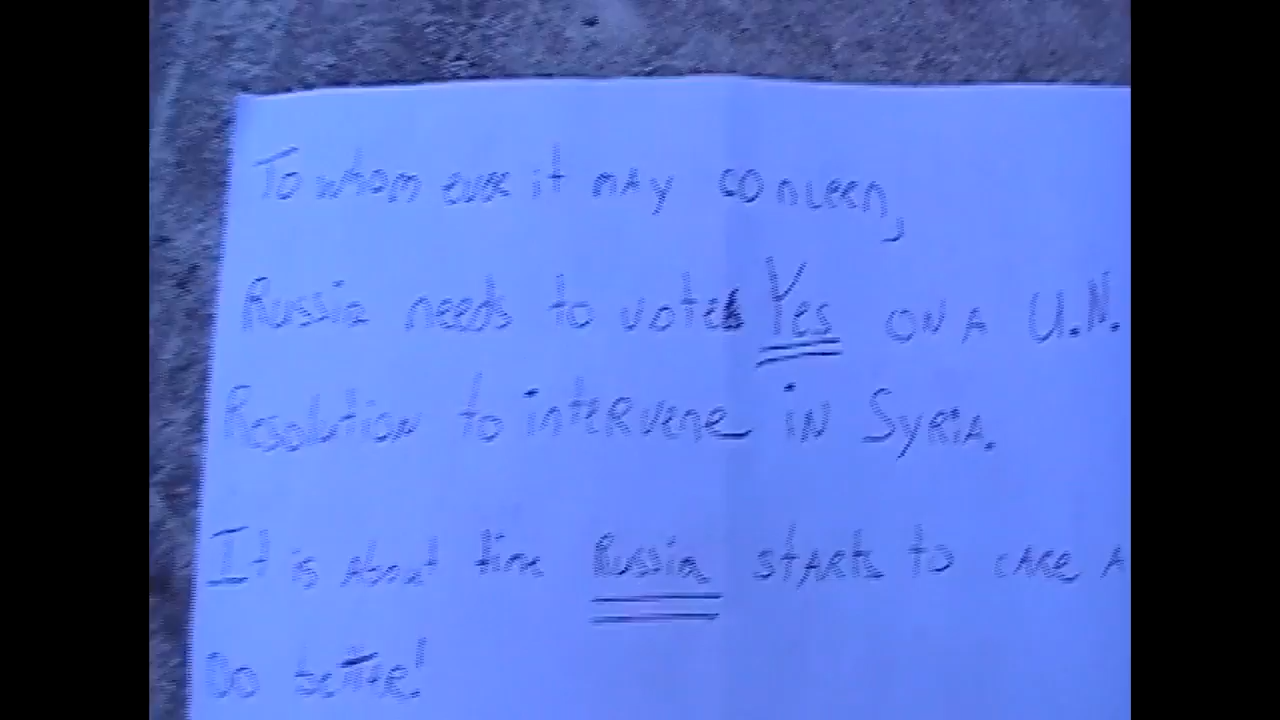 To whom ever it may concern,
Russia needs to vote Yes on A U.N.
Resolution to intervene in Syria.
It is About time Russia starts to care A
Do better!